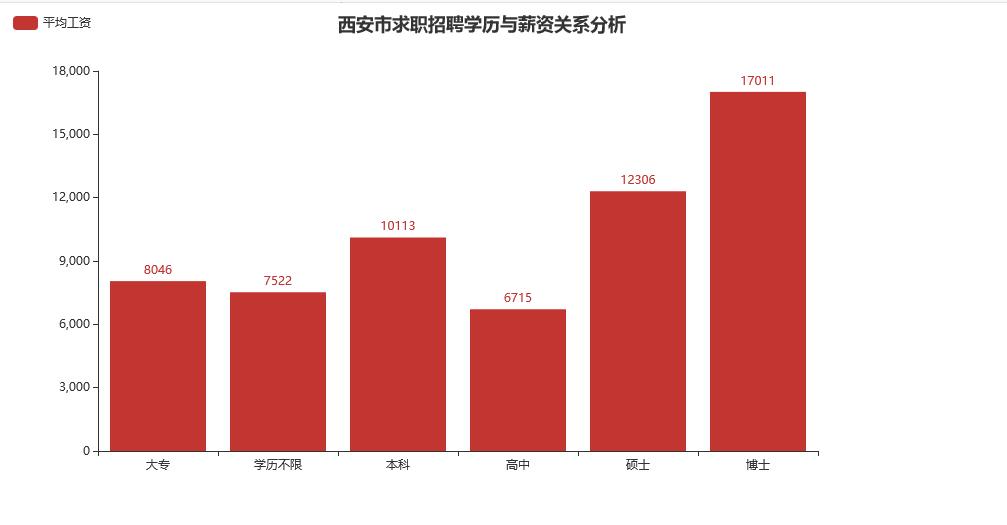 平均工资
西安市求职招聘学历与薪资关系分析
18,000
15,000
12,000
9,000
6,000
3,000
0
8046
7522
10113
6715
12306
17011
大专
学历不限
本科
高中
硕士
博士